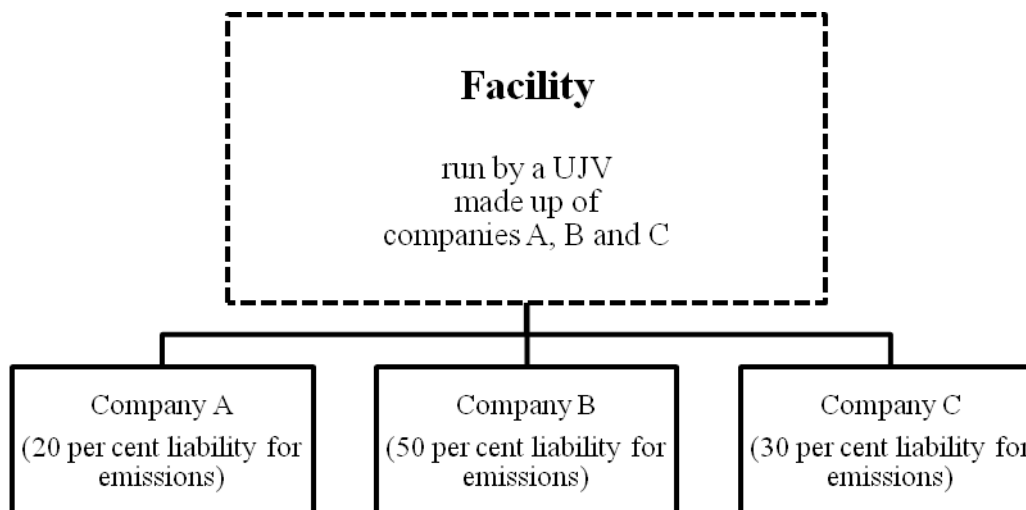 Facility
run by a UJV
made up of
companies A, B and C
Company A
(20 per cent liability for
emissions)
Company B
(50 per cent liability for
emissions)
Company C
(30 per cent liability for
emissions)